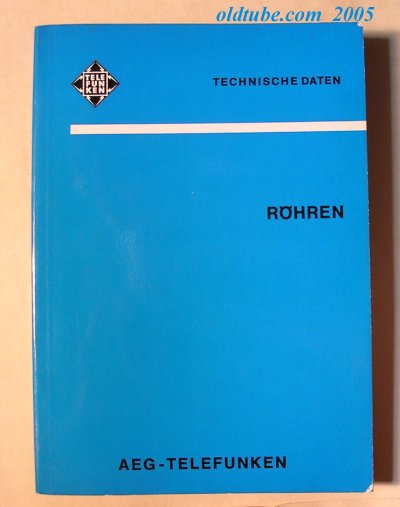 oldtube.com 2005
TELE
FUN
KEN
TECHNISCHE DATEN
RÖHREN
AEG-TELEFUNKEN